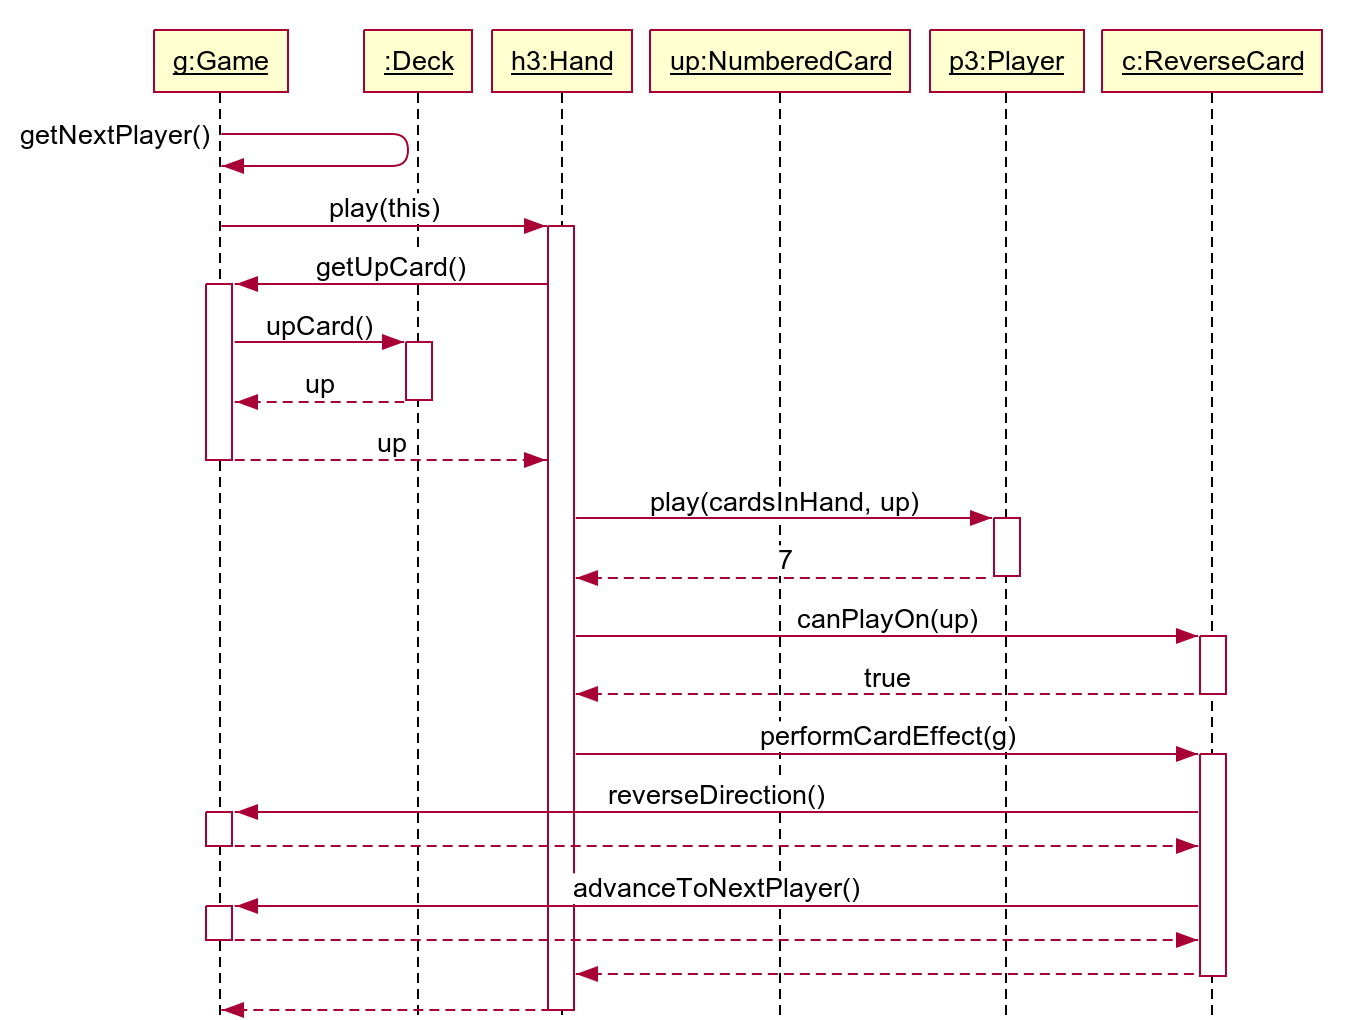 g:Game
:Deck
h3:Hand
up:NumberedCard
p3:Player
c:ReverseCard
getNextPlayer()
play(this)
getUpCard()
upCard()
up
up
play(cardsInHand, up)
7
canPlayOn(up)
true
performCardEffect(g)
reverseDirection()
advanceToNextPlayer()